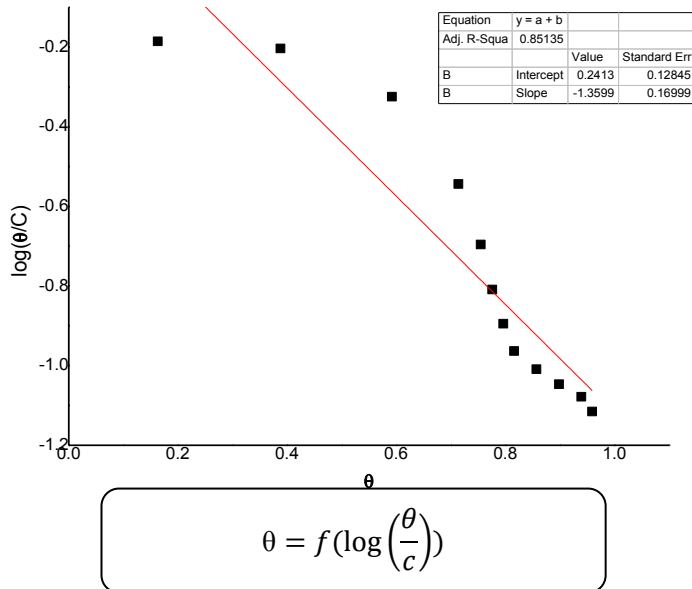 Equation y = a + b
Adj. R-Squa 0.85135
Value Standard Err
B Intercept 0.2413 0.12845
B Slope -1.3599 0.16999
-0.2
-0.4
-0.6
-0.8
-1.0
-1.2
log(θ/C)
0.0 0.2 0.4 0.6 0.8 1.0
θ
θ = f(log(θ/c))